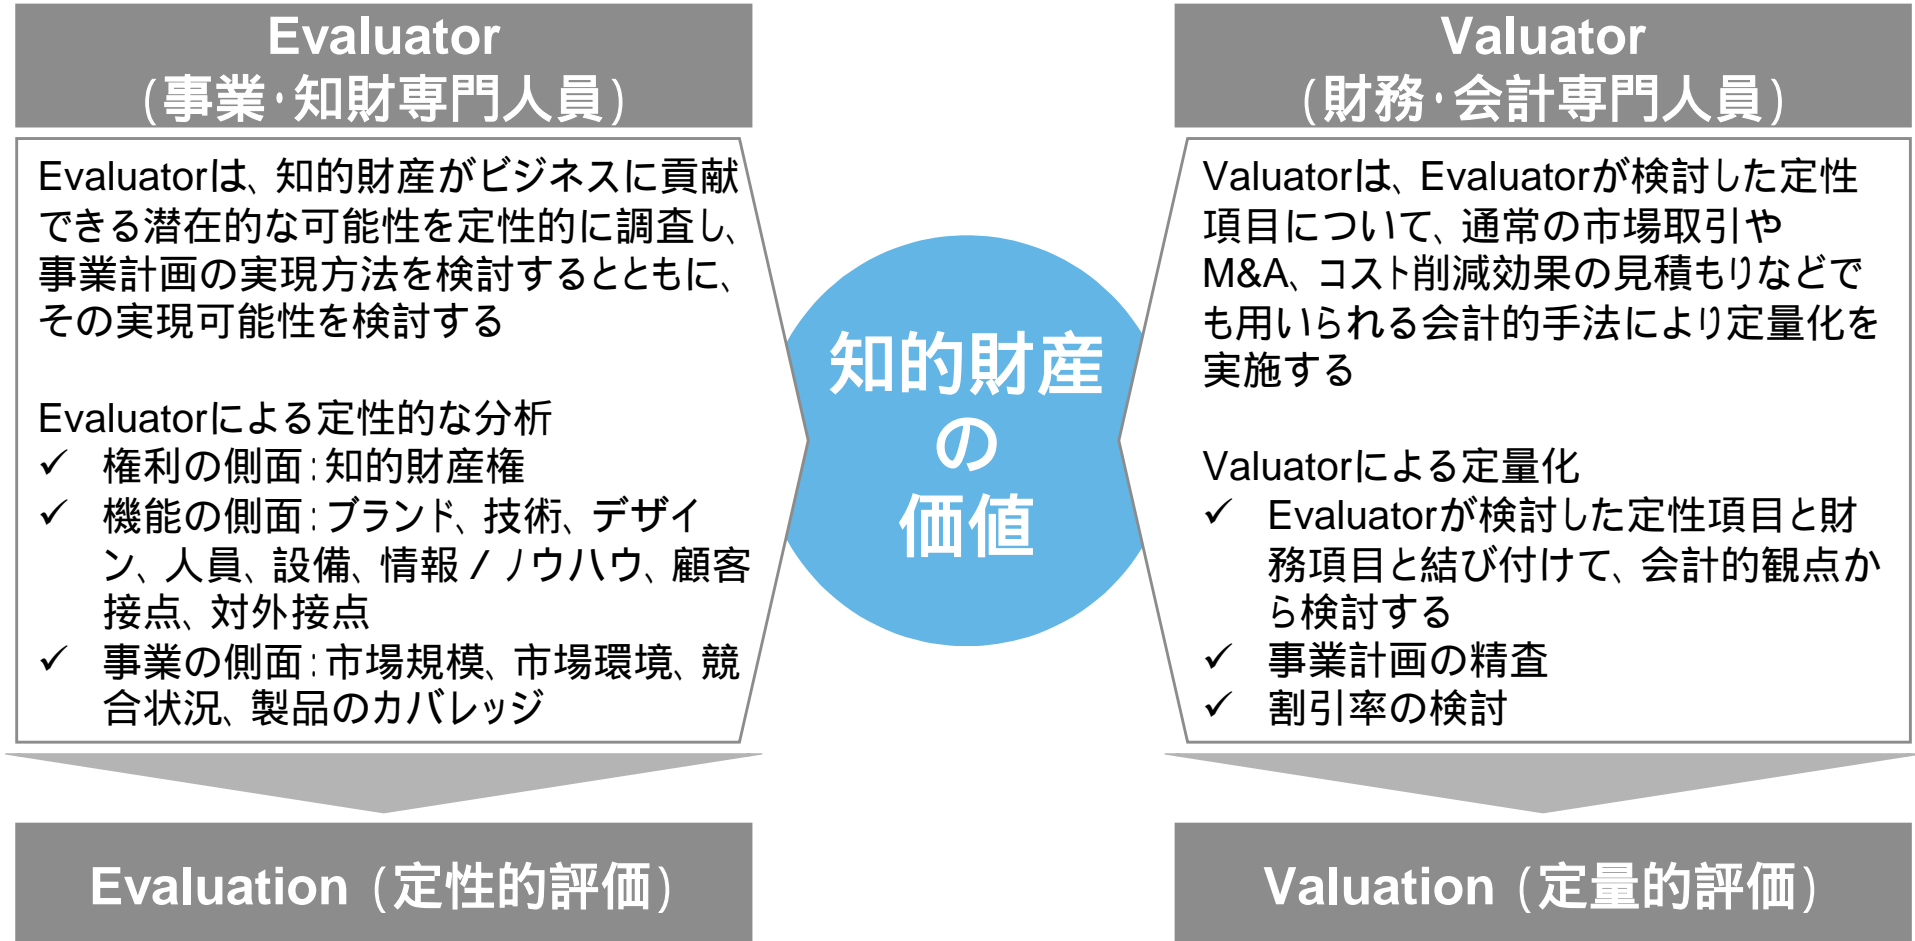 Evaluator
(事業・知財専門人員)
Evaluatorは、知的財産がビジネスに貢献
できる潜在的な可能性を定性的に調査し、
事業計画の実現方法を検討するとともに、
その実現可能性を検討する
Evaluatorによる定性的な分析
✓ 権利の側面：知的財産権
✓ 機能の側面：ブランド、技術、デザイ
ン、人員、設備、情報／ノウハウ、顧客
接点、対外接点
✓ 事業の側面：市場規模、市場環境、競
合状況、製品のカバレッジ
Evaluation (定性的評価)
知的財産
の
価値
Valuator
(財務・会計専門人員)
Valuatorは、Evaluatorが検討した定性
項目について、通常の市場取引や
M&A、コスト削減効果の見積もりなどで
も用いられる会計的手法により定量化を
実施する
Valuatorによる定量化
✓ Evaluatorが検討した定性項目と財
務項目と結び付けて、会計的観点か
ら検討する
✓ 事業計画の精査
✓ 割引率の検討
Valuation (定量的評価)